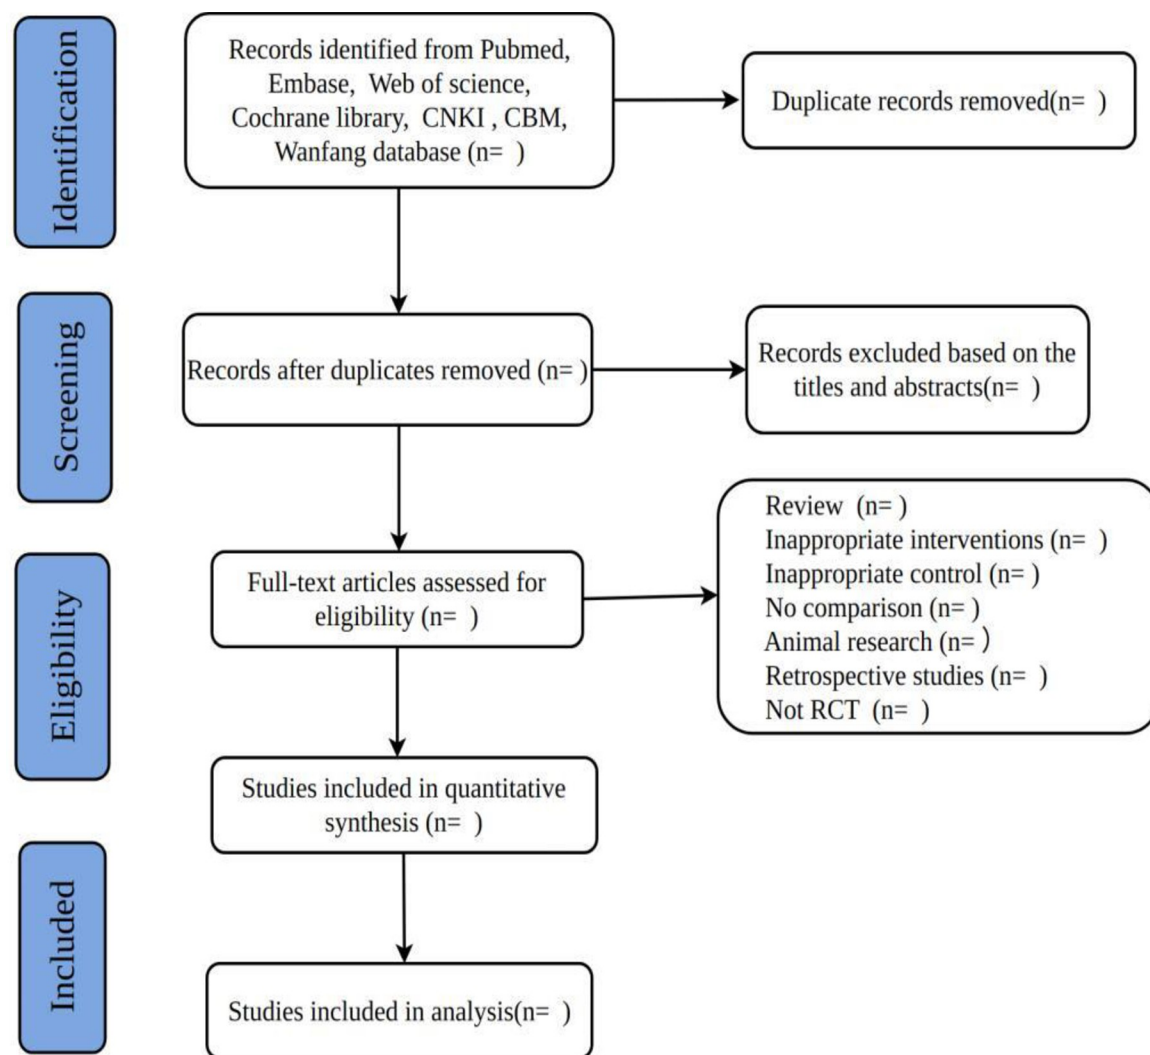 Identification
Records identified from Pubmed,
Embase,  Web of science,
Cochrane library,  CNKI , CBM,
Wanfang database (n=  )
Duplicate records removed(n=  )
Screening
Records after duplicates removed (n= )
Records excluded based on the
titles and abstracts(n=  )
Eligibility
Full-text articles assessed for
eligibility (n=  )
Review  (n= )
Inappropriate interventions (n=  )
Inappropriate control (n= )
No comparison (n= )
Animal research (n= )
Retrospective studies (n=  )
Not RCT  (n=  )
Studies included in quantitative
synthesis (n=  )
Included
Studies included in analysis(n=  )